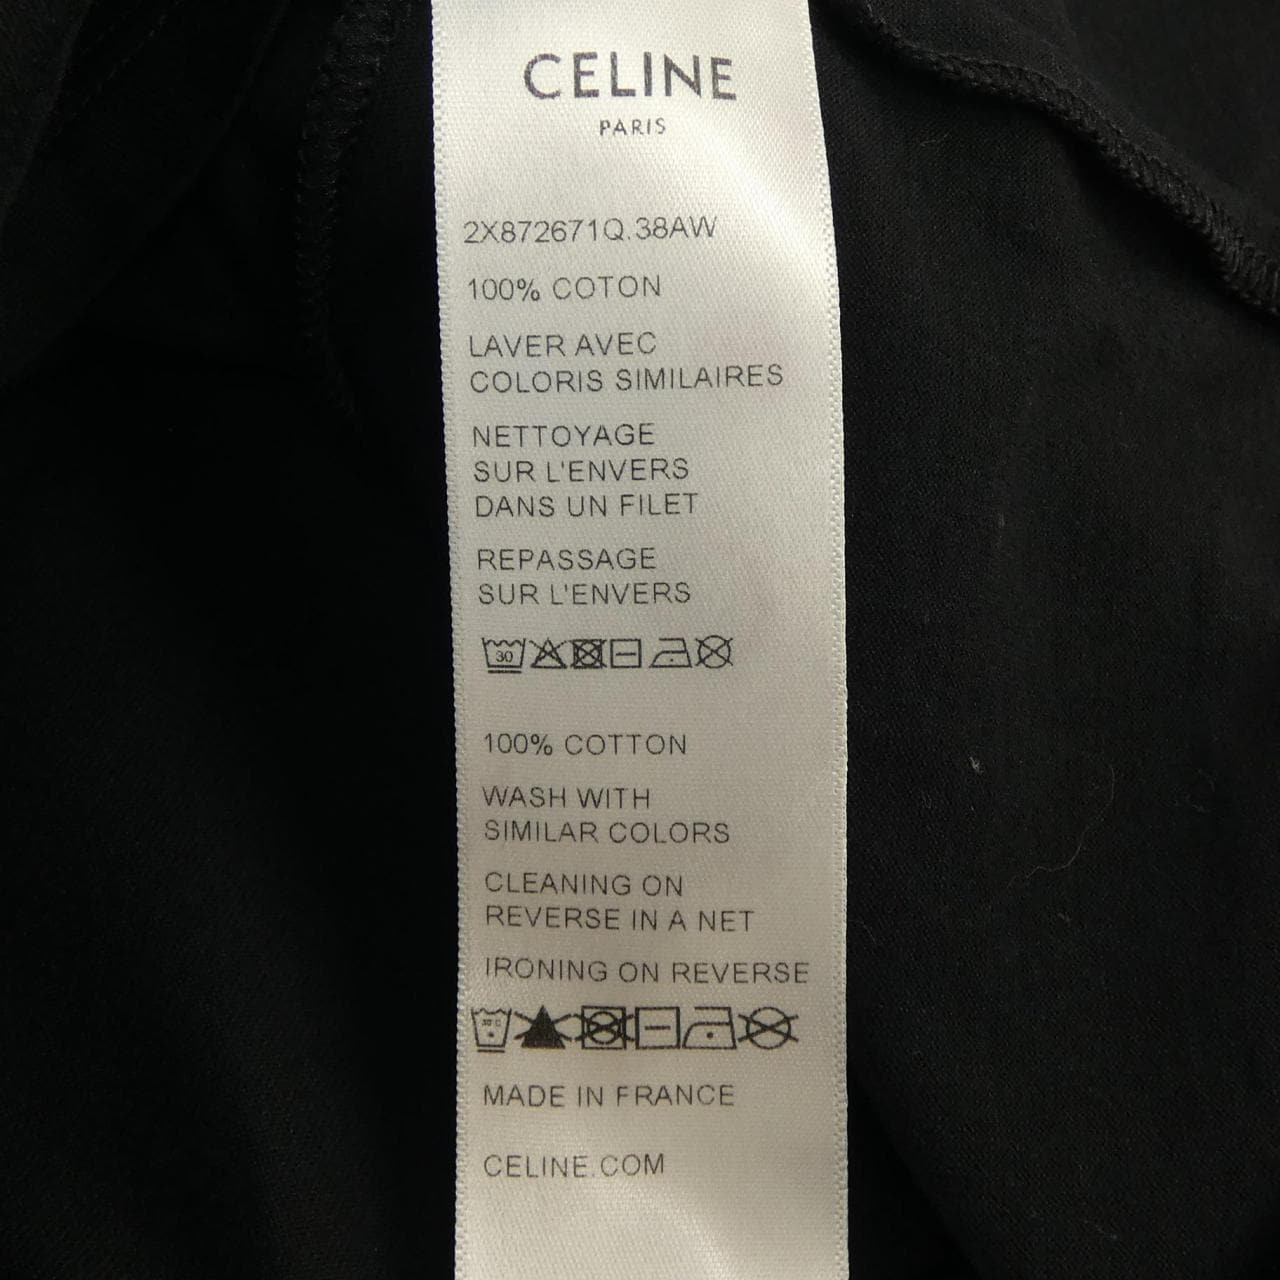 CELINE
PARIS
2X872671Q.38AW
100% COTON
LAVER AVEC
COLORIS SIMILAIRES
NETTOYAGE
SUR L'ENVERS
DANS UN FILET
REPASSAGE
SUR L'ENVERS
30
100% COTTON
WASH WITH
SIMILAR COLORS
CLEANING ON
REVERSE IN A NET
IRONING ON REVERSE
30°C
MADE IN FRANCE
CELINE.COM